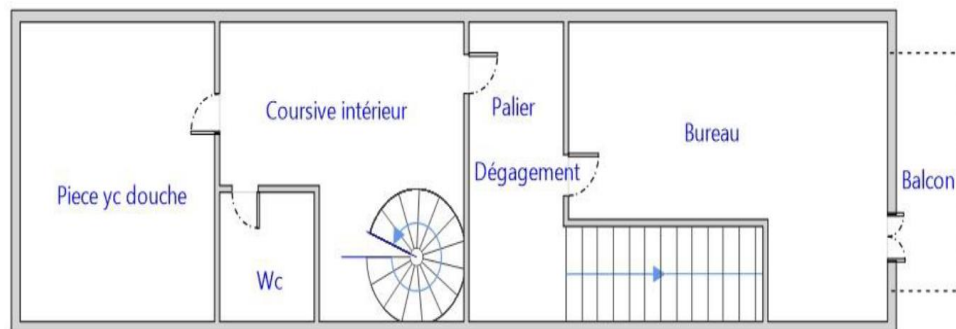 Coursive intérieur
Palier
Bureau
Dégagement
Piece yc douche
Balcon
Wc